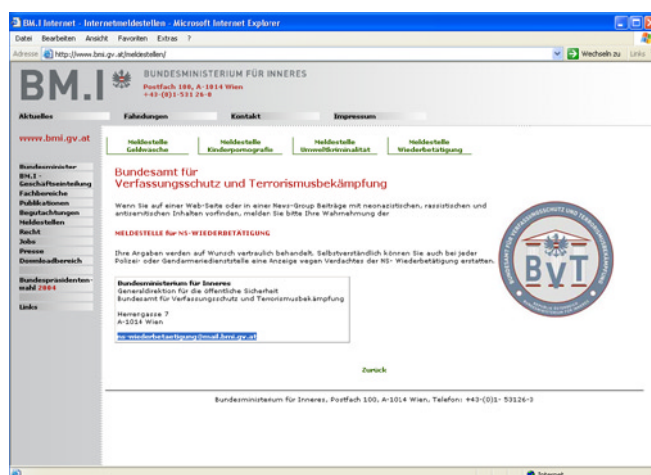 BM.I Internet - Internetmeldestellen - Microsoft Internet Explorer
Datei Bearbeiten Ansicht Favoriten Extras ?
Adresse http://www.bmi.gv.at/meldestellen/ Wechseln zu Links
BM.I
BUNDESMINISTERIUM FÜR INNERES
Postfach 100, A-1014 Wien
+43-(0)1-531 26-0
Aktuelles Fahndungen Kontakt Impressum
www.bmi.gv.at
Meldestelle Geldwäsche
Meldestelle Kinderpornografie
Meldestelle Umweltkriminalität
Meldestelle Wiederbetätigung
Bundesminister
BM.I -
Geschäftseinteilung
Fachbereiche
Publikationen
Begutachtungen
Meldestellen
Recht
Jobs
Presse
Downloadbereich
Bundespräsidenten-
wahl 2004
Links
Bundesamt für
Verfassungsschutz und Terrorismusbekämpfung
Wenn Sie auf einer Web-Seite oder in einer News-Group Beiträge mit neonazistischen, rassistischen und
antisemitischen Inhalten vorfinden, melden Sie bitte Ihre Wahrnehmung der
MELDESTELLE für NS-WIEDERBETÄTIGUNG
Ihre Angaben werden auf Wunsch vertraulich behandelt. Selbstverständlich können Sie auch bei jeder
Polizei- oder Gendarmeriedienststelle eine Anzeige wegen Verdachtes der NS- Wiederbetätigung erstatten.
Bundesministerium für Inneres
Generaldirektion für die öffentliche Sicherheit
Bundesamt für Verfassungsschutz und Terrorismusbekämpfung
Herrengasse 7
A-1014 Wien
ns-wiederbetaetigung@mail.bmi.gv.at
BVT
Zurück
Bundesministerium für Inneres, Postfach 100, A-1014 Wien, Telefon: +43-(0)1- 53126-0
Internet